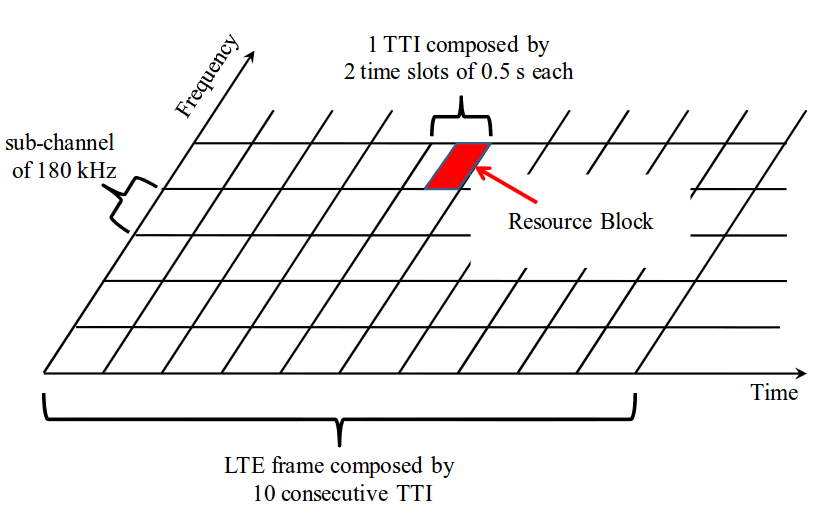 Frequency
1 TTI composed by
2 time slots of 0.5 s each
sub-channel
of 180 kHz
Resource Block
Time
LTE frame composed by
10 consecutive TTI